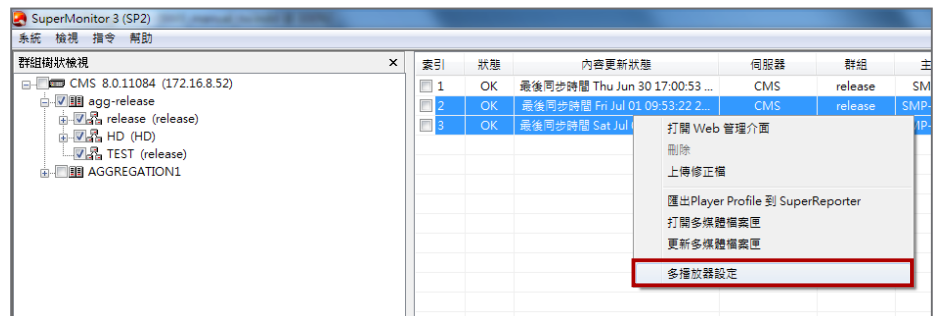 SuperMonitor 3 (SP2)
系統 檢視 指令 幫助
群組樹狀檢視 x
CMS 8.0.11084 (172.16.8.52)
agg-release
release (release)
HD (HD)
TEST (release)
AGGREGATION1
索引 狀態 內容更新狀態 伺服器 群組 主
1 OK 最後同步時間 Thu Jun 30 17:00:53 ... CMS release SM
2 OK 最後同步時間 Fri Jul 01 09:53:22 2... CMS release SMP-
3 OK 最後同步時間 Sat Jul MP-
打開 Web 管理介面
刪除
上傳修正檔
匯出Player Profile 到 SuperReporter
打開多媒體檔案匣
更新多媒體檔案匣
多播放器設定